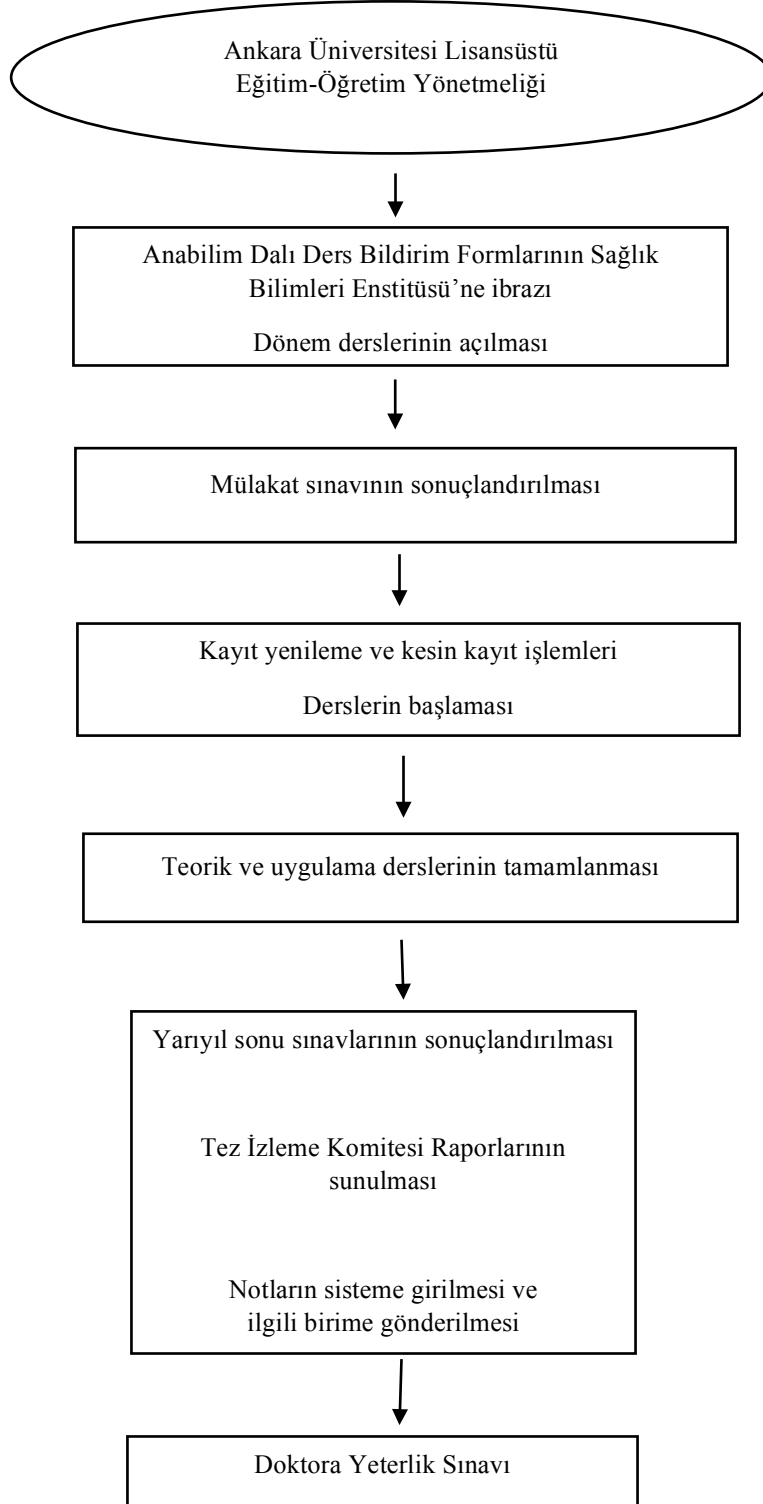 Ankara Üniversitesi Lisansüstü
Eğitim-Öğretim Yönetmeliği
Anabilim Dalı Ders Bildirim Formlarının Sağlık
Bilimleri Enstitüsü’ne ibrazı
Dönem derslerinin açılması
Mülakat sınavının sonuçlandırılması
Kayıt yenileme ve kesin kayıt işlemleri
Derslerin başlaması
Teorik ve uygulama derslerinin tamamlanması
Yarıyıl sonu sınavlarının sonuçlandırılması
Tez İzleme Komitesi Raporlarının
sunulması
Notların sisteme girilmesi ve
ilgili birime gönderilmesi
Doktora Yeterlik Sınavı